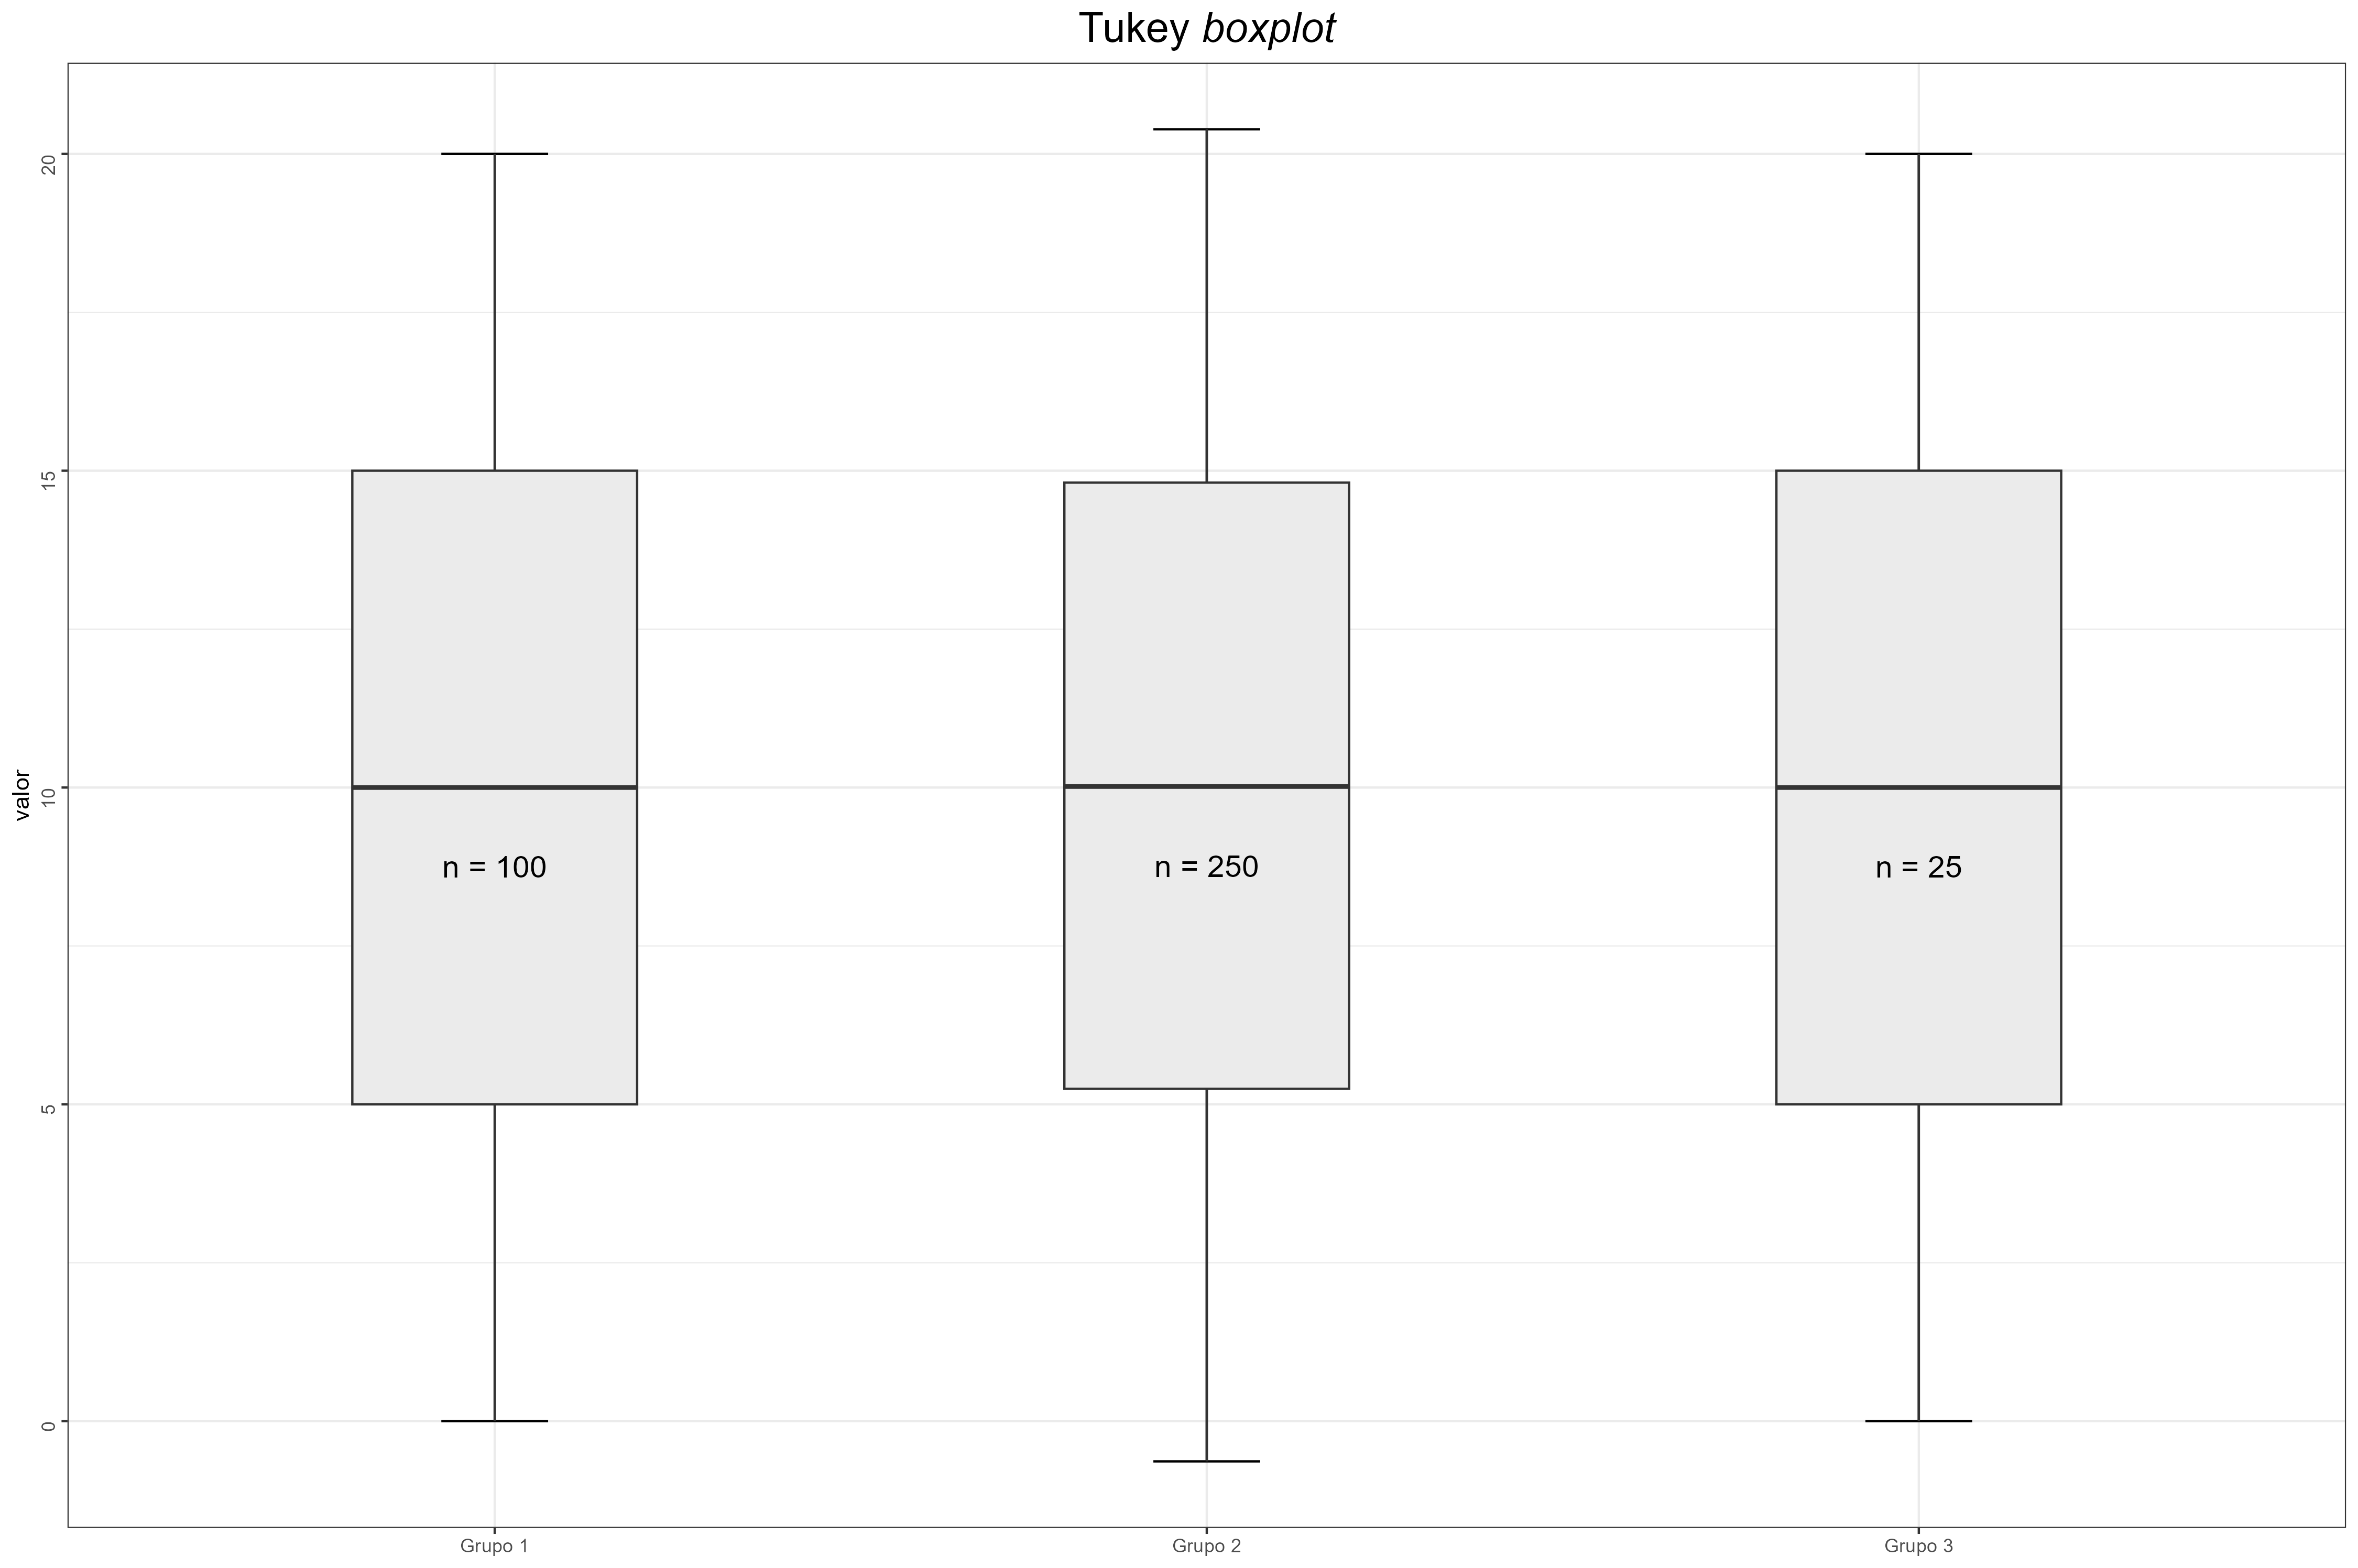 Tukey boxplot
valor
20
15
10
5
0
n = 100
n = 250
n = 25
Grupo 1
Grupo 2
Grupo 3